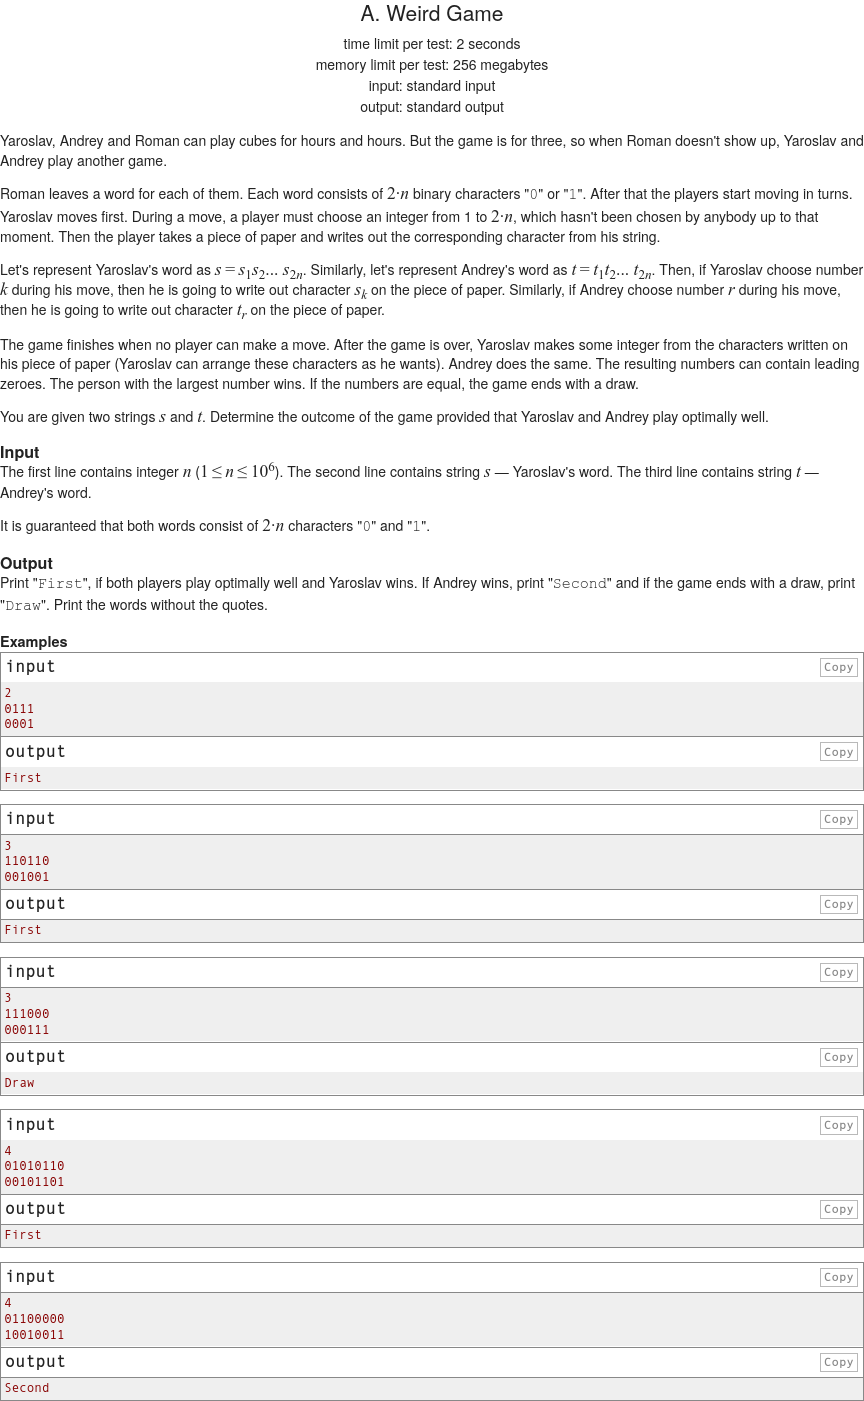 A. Weird Game
time limit per test: 2 seconds
memory limit per test: 256 megabytes
input: standard input
output: standard output
Yaroslav, Andrey and Roman can play cubes for hours and hours. But the game is for three, so when Roman doesn't show up, Yaroslav and
Andrey play another game.
Roman leaves a word for each of them. Each word consists of 2·n binary characters "0" or "1". After that the players start moving in turns.
Yaroslav moves first. During a move, a player must choose an integer from 1 to 2·n, which hasn't been chosen by anybody up to that
moment. Then the player takes a piece of paper and writes out the corresponding character from his string.
Let's represent Yaroslav's word as s = s₁s₂... s₂ₙ. Similarly, let's represent Andrey's word as t = t₁t₂... t₂ₙ. Then, if Yaroslav choose number
k during his move, then he is going to write out character sₖ on the piece of paper. Similarly, if Andrey choose number r during his move,
then he is going to write out character tᵣ on the piece of paper.
The game finishes when no player can make a move. After the game is over, Yaroslav makes some integer from the characters written on
his piece of paper (Yaroslav can arrange these characters as he wants). Andrey does the same. The resulting numbers can contain leading
zeroes. The person with the largest number wins. If the numbers are equal, the game ends with a draw.
You are given two strings s and t. Determine the outcome of the game provided that Yaroslav and Andrey play optimally well.
Input
The first line contains integer n (1 ≤ n ≤ 10⁶). The second line contains string s — Yaroslav's word. The third line contains string t —
Andrey's word.
It is guaranteed that both words consist of 2·n characters "0" and "1".
Output
Print "First", if both players play optimally well and Yaroslav wins. If Andrey wins, print "Second" and if the game ends with a draw, print
"Draw". Print the words without the quotes.
Examples
input Copy
2
0111
0001
output Copy
First
input Copy
3
110110
001001
output Copy
First
input Copy
3
111000
000111
output Copy
Draw
input Copy
4
01010110
00101101
output Copy
First
input Copy
4
01100000
10010011
output Copy
Second